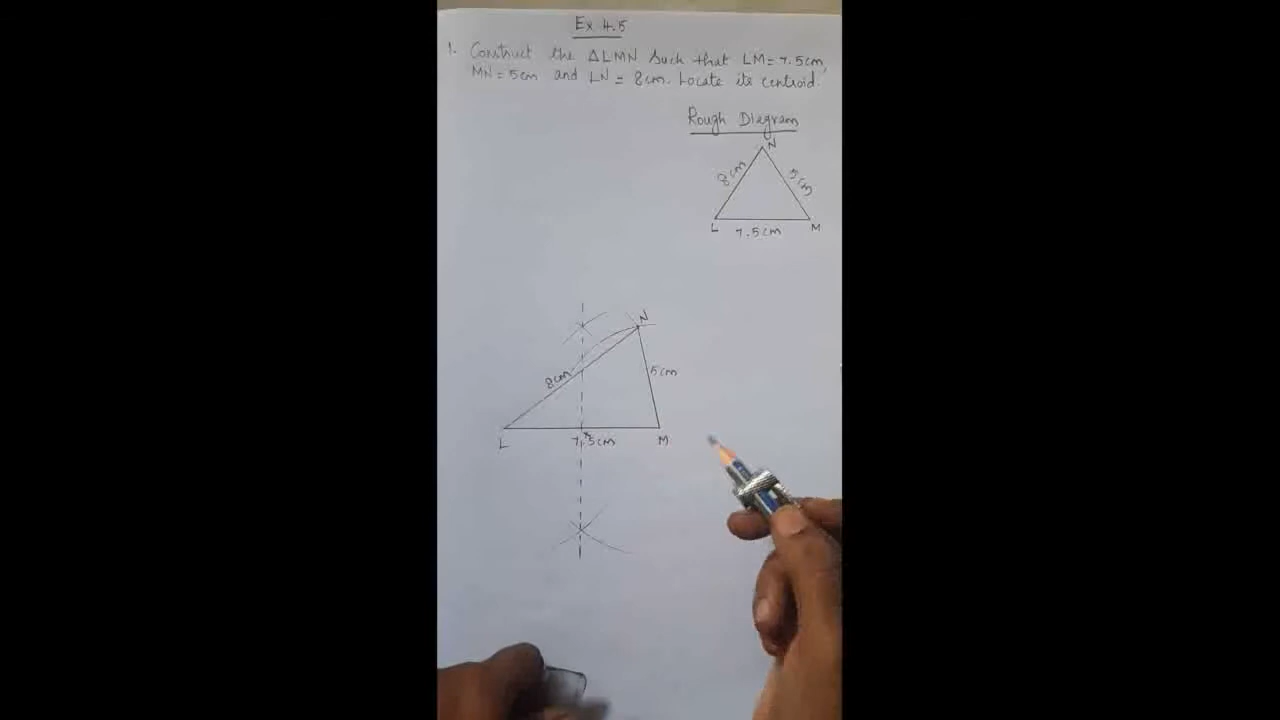 Ex 4.5
1. Construct the ΔLMN such that LM = 7.5cm,
MN = 5cm and LN = 8cm. Locate its centroid.
Rough Diagram
N
8cm
5cm
L
M
7.5cm
N
8cm
5cm
L
7.5cm
M